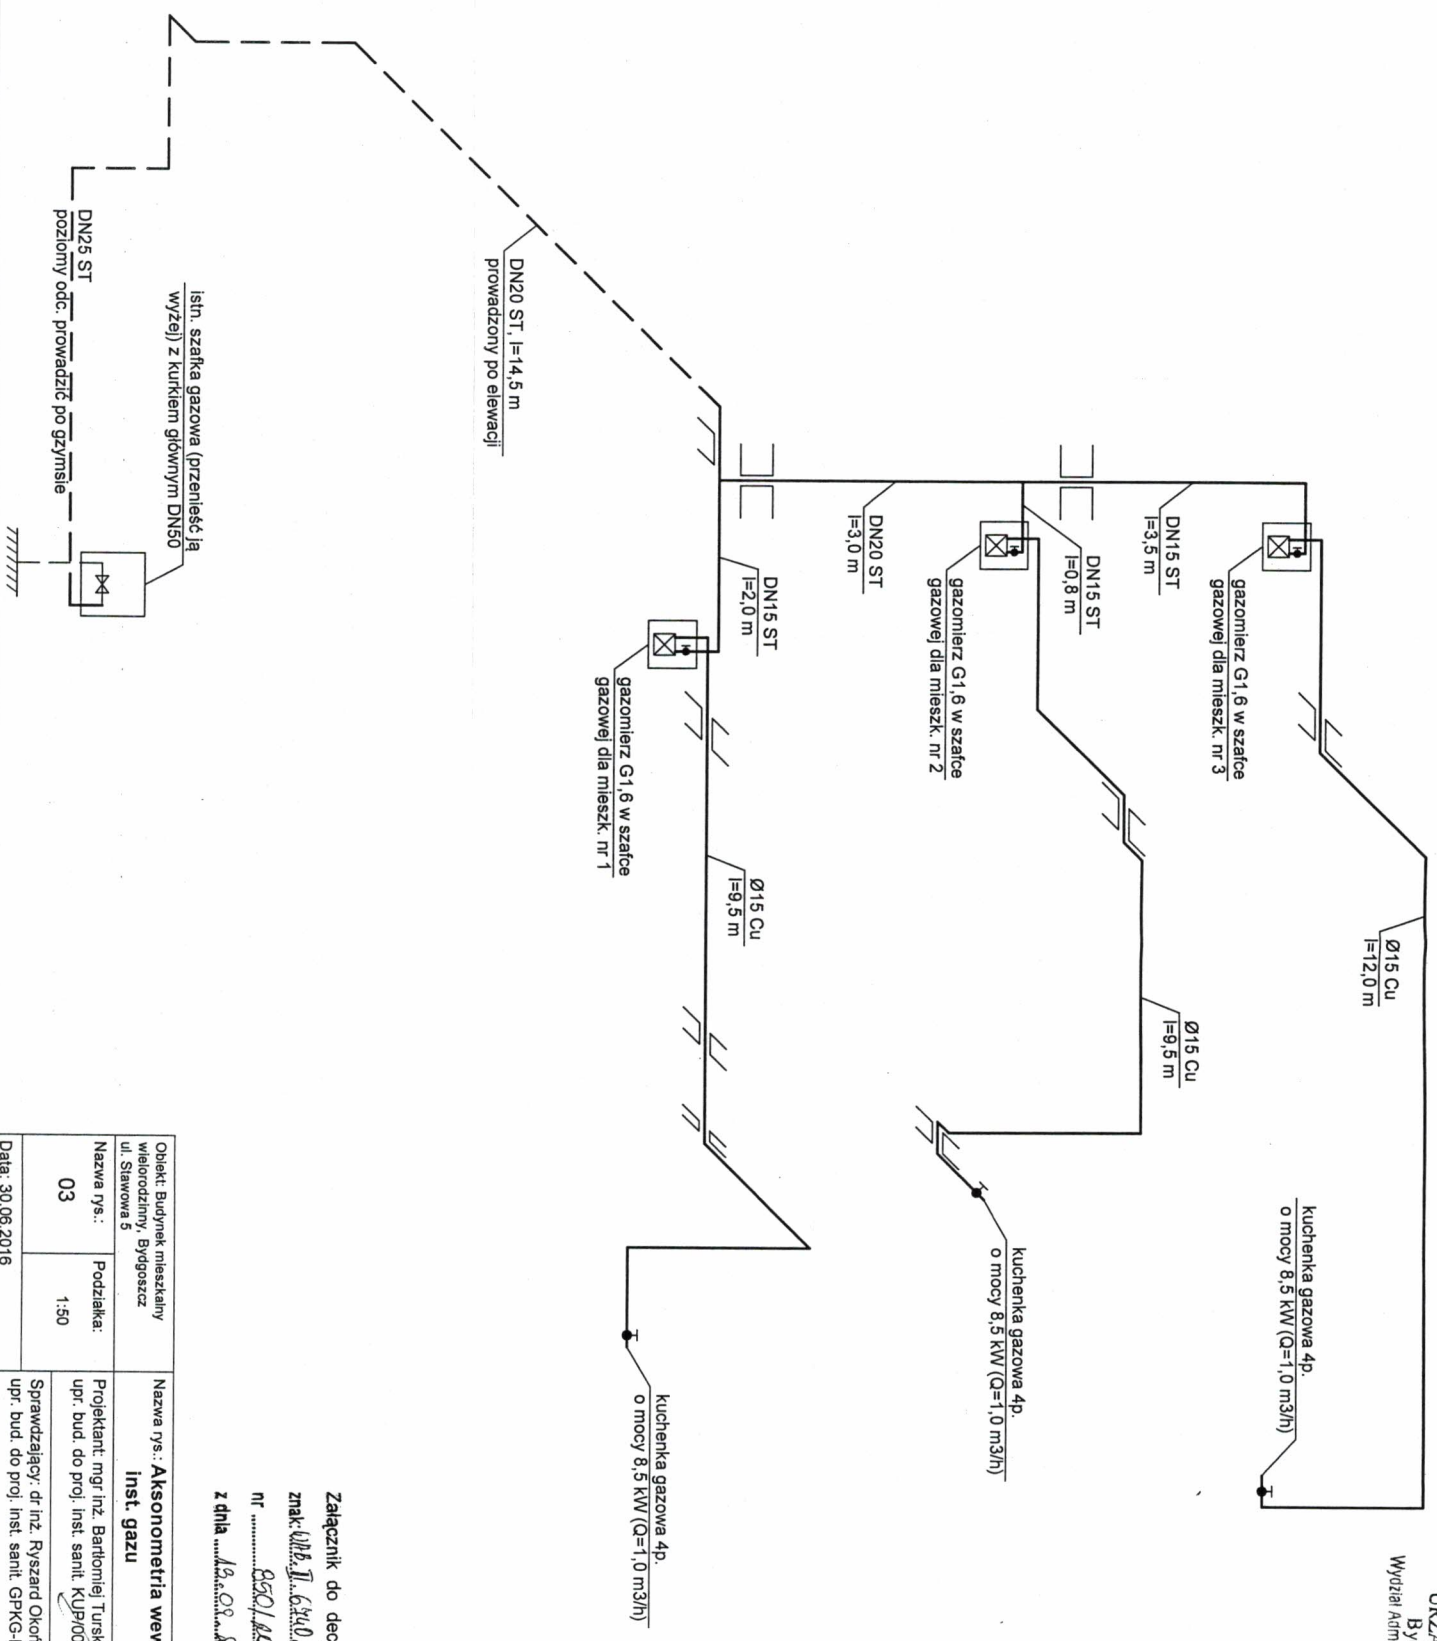 URZĄ
By
Wydział Adm
kuchenka gazowa 4p.
o mocy 8,5 kW (Q=1,0 m3/h)
Ø15 Cu
l=12,0 m
gazomierz G1,6 w szafce
gazowej dla mieszk. nr 3
DN15 ST
l=3,5 m
kuchenka gazowa 4p.
o mocy 8,5 kW (Q=1,0 m3/h)
Ø15 Cu
l=9,5 m
DN15 ST
l=0,8 m
gazomierz G1,6 w szafce
gazowej dla mieszk. nr 2
DN20 ST
l=3,0 m
DN15 ST
l=2,0 m
Ø15 Cu
l=9,5 m
kuchenka gazowa 4p.
o mocy 8,5 kW (Q=1,0 m3/h)
gazomierz G1,6 w szafce
gazowej dla mieszk. nr 1
DN20 ST, l=14,5 m
prowadzony po elewacji
istn. szafka gazowa (przenieść ją
wyżej) z kurkiem głównym DN50
DN25 ST
poziomy odc. prowadzić po gzymsie
Załącznik do dec
znak:
nr 850/
z dnia
Obiekt: Budynek mieszkalny
wielorodzinny, Bydgoszcz
ul. Stawowa 5
Nazwa rys.: Aksonometria wew
inst. gazu
Nazwa rys.:
03
Podziałka:
1:50
Projektant: mgr inż. Bartłomiej Tursk
upr. bud. do proj. inst. sanit. KUP/00
Sprawdzający: dr inż. Ryszard Okoń
upr. bud. do proj. inst. sanit. GPKG-
Data: 30.06.2016